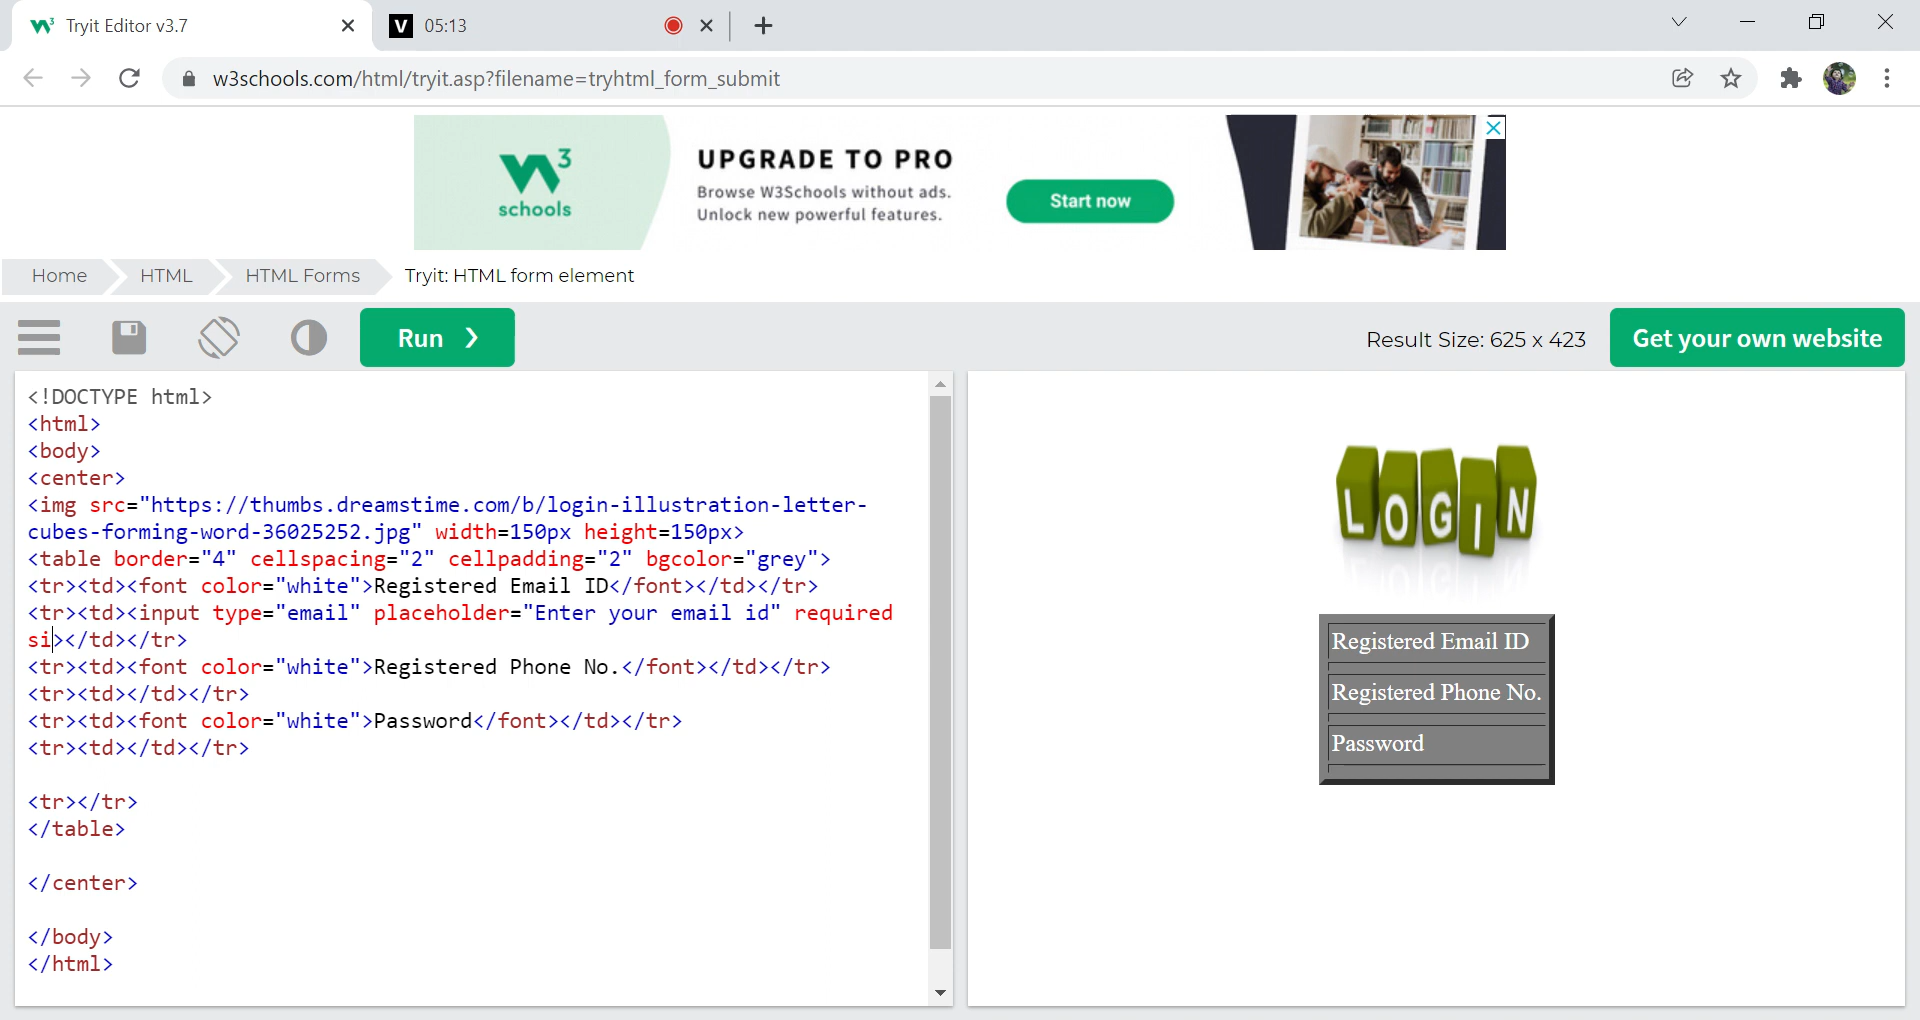 Tryit Editor v3.7
V 05:13
w3schools.com/html/tryit.asp?filename=tryhtml_form_submit
W3 schools
UPGRADE TO PRO
Browse W3Schools without ads.
Unlock new powerful features.
Start now
Home HTML HTML Forms Tryit: HTML form element
Run ❯
Result Size: 625 x 423
Get your own website
<!DOCTYPE html>
<html>
<body>
<center>
<img src="https://thumbs.dreamstime.com/b/login-illustration-letter-
cubes-forming-word-36025252.jpg" width=150px height=150px>
<table border="4" cellspacing="2" cellpadding="2" bgcolor="grey">
<tr><td><font color="white">Registered Email ID</font></td></tr>
<tr><td><input type="email" placeholder="Enter your email id" required
si></td></tr>
<tr><td><font color="white">Registered Phone No.</font></td></tr>
<tr><td></td></tr>
<tr><td><font color="white">Password</font></td></tr>
<tr><td></td></tr>
<tr></tr>
</table>
</center>
</body>
</html>
LOGIN
Registered Email ID
Registered Phone No.
Password